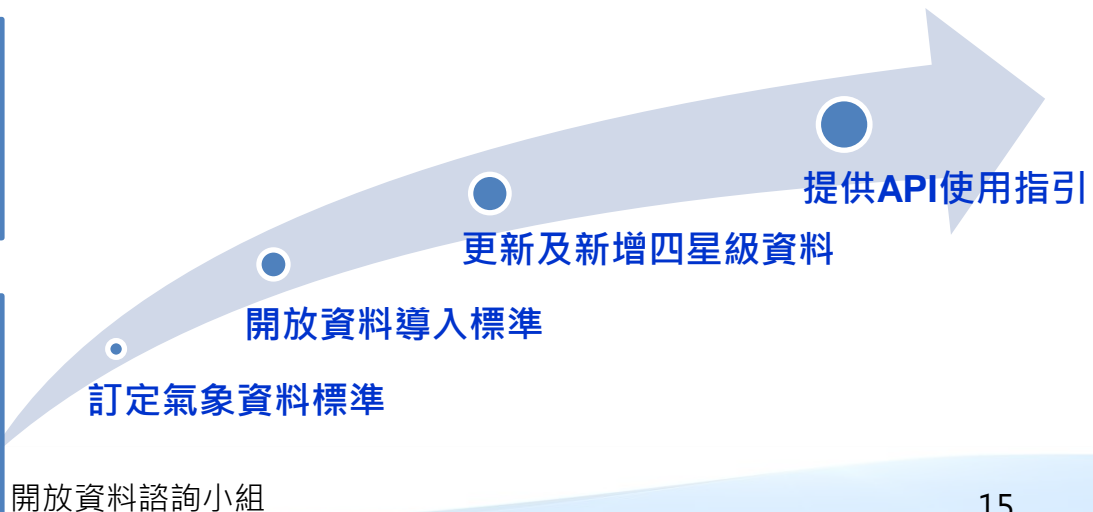 提供API使用指引
更新及新增四星級資料
開放資料導入標準
訂定氣象資料標準
開放資料諮詢小組
15